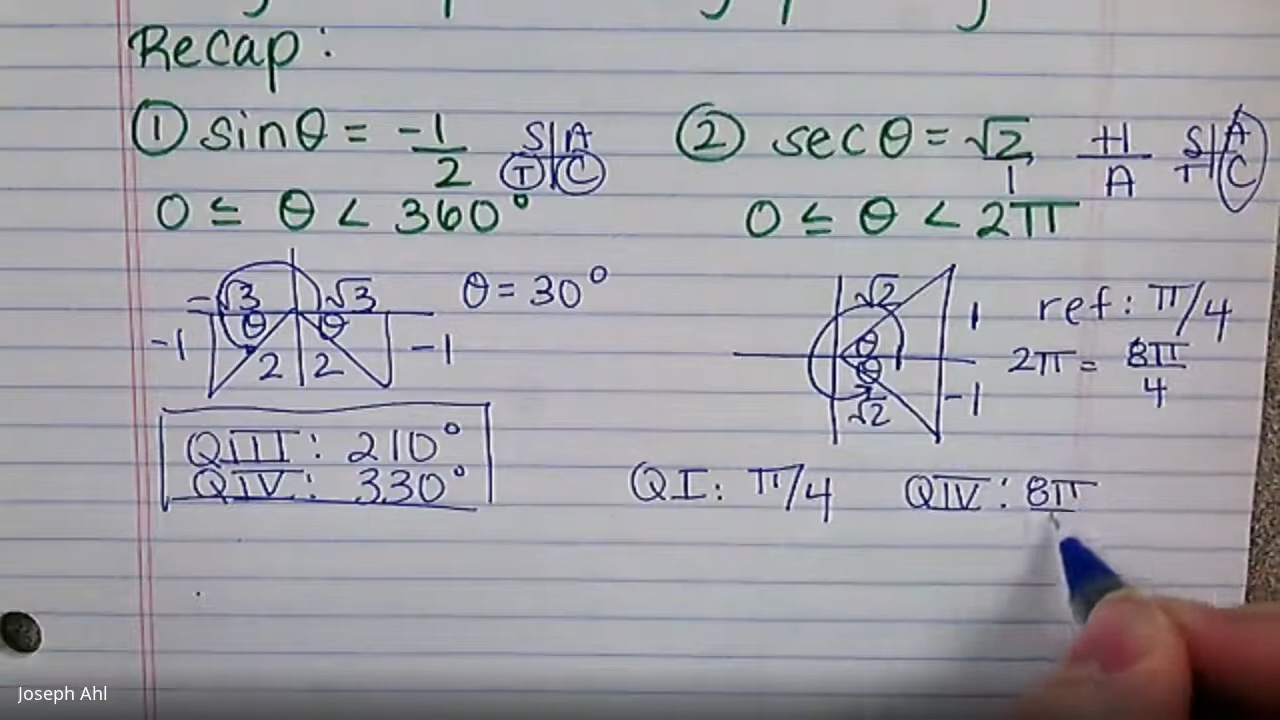 Recap:
① sinθ = -1/2 S|A T|C
0 ≤ θ < 360°
-√3 √3 θ = 30°
-1 θ θ -1
2 2
QIII: 210°
QIV: 330°
② secθ = √2/1 H/A S|A T|C
0 ≤ θ < 2π
√2 1 ref: π/4
θ 2π = 8π/4
θ
√2 -1
QI: π/4 QIV: 8π
Joseph Ahl